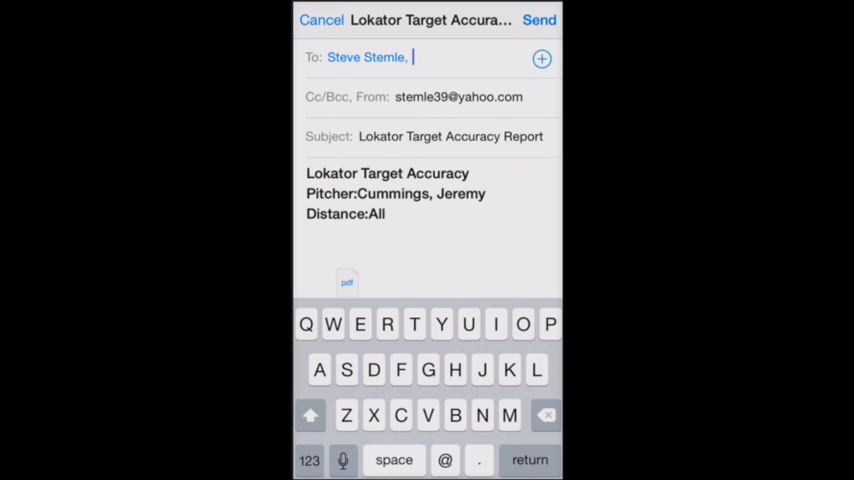 Cancel Lokator Target Accura... Send
To: Steve Stemle,
Cc/Bcc, From: stemle39@yahoo.com
Subject: Lokator Target Accuracy Report
Lokator Target Accuracy
Pitcher:Cummings, Jeremy
Distance:All
pdf
Q W E R T Y U I O P
A S D F G H J K L
Z X C V B N M
123 space @ . return